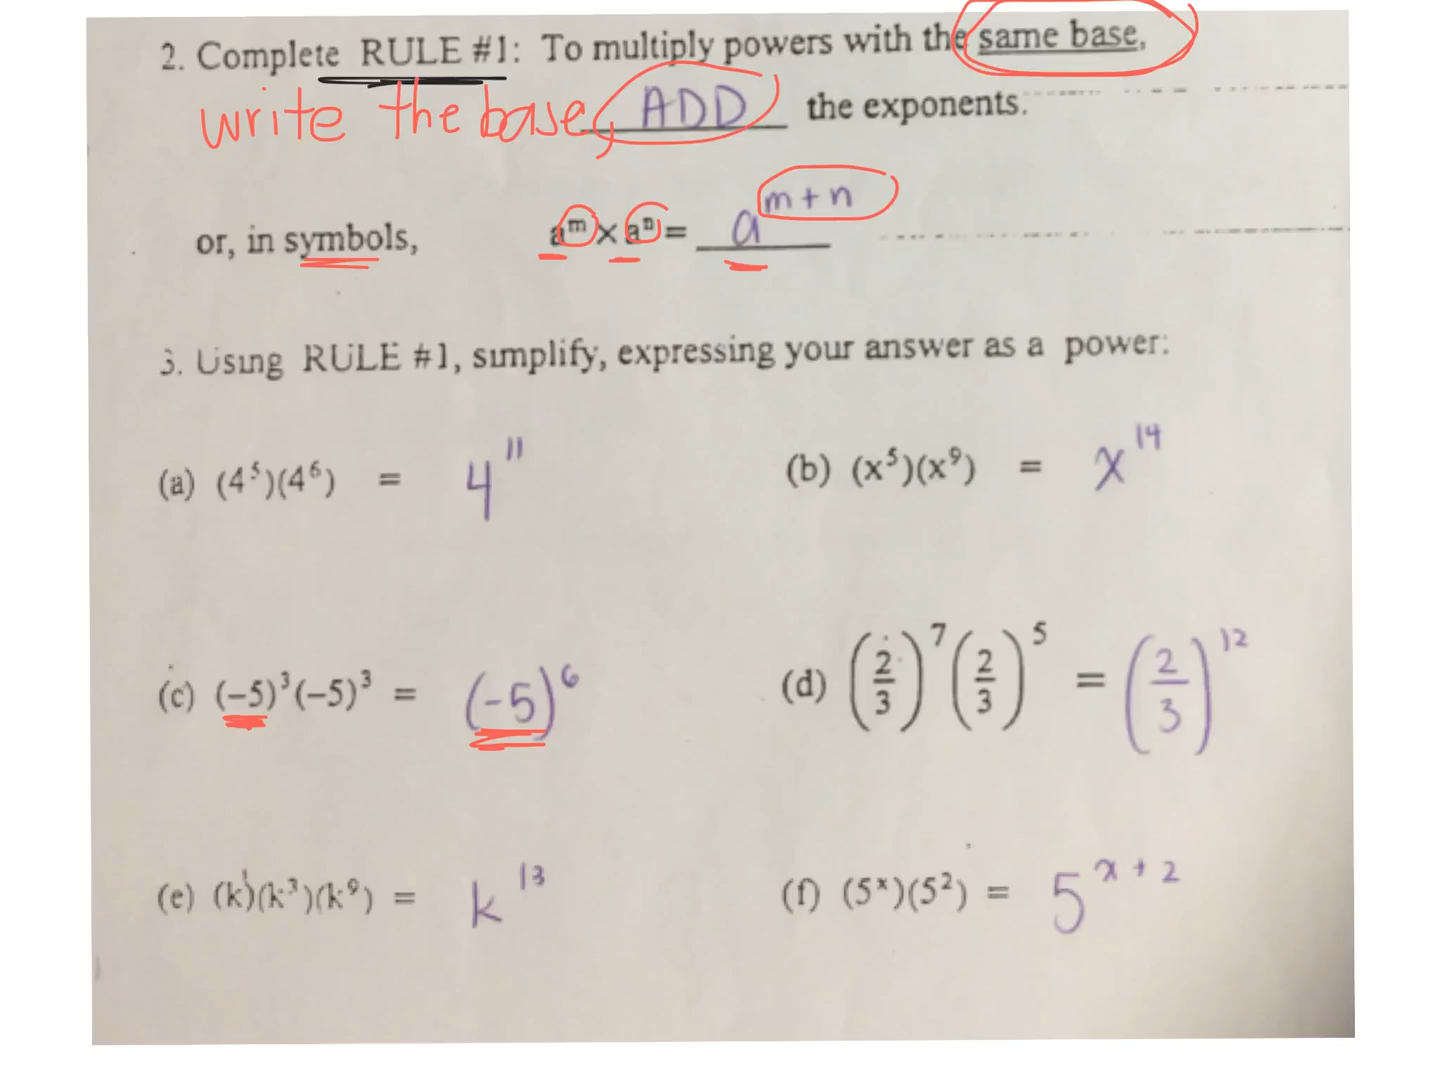 2. Complete RULE #1: To multiply powers with the same base,
write the base, ADD the exponents.
or, in symbols, aᵐ × aⁿ = a^(m+n)
3. Using RULE #1, simplify, expressing your answer as a power:
(a) (4⁵)(4⁶) = 4¹¹
(b) (x⁵)(x⁹) = x¹⁴
(c) (−5)³(−5)³ = (−5)⁶
(d) (2/3)⁷(2/3)⁵ = (2/3)¹²
(e) (k¹)(k³)(k⁹) = k¹³
(f) (5ˣ)(5²) = 5^(x+2)